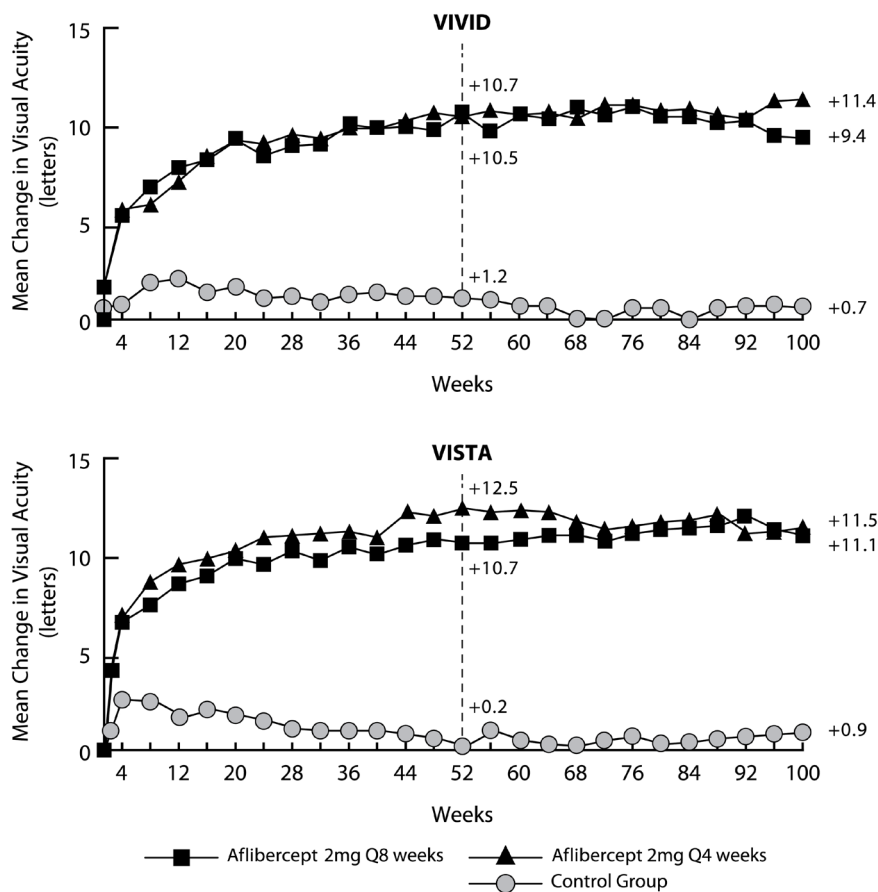 VIVID
Mean Change in Visual Acuity
(letters)
15
10
5
0
+10.7
+10.5
+1.2
+11.4
+9.4
+0.7
4 12 20 28 36 44 52 60 68 76 84 92 100
Weeks
VISTA
Mean Change in Visual Acuity
(letters)
15
10
5
0
+12.5
+10.7
+0.2
+11.5
+11.1
+0.9
4 12 20 28 36 44 52 60 68 76 84 92 100
Weeks
Aflibercept 2mg Q8 weeks
Aflibercept 2mg Q4 weeks
Control Group